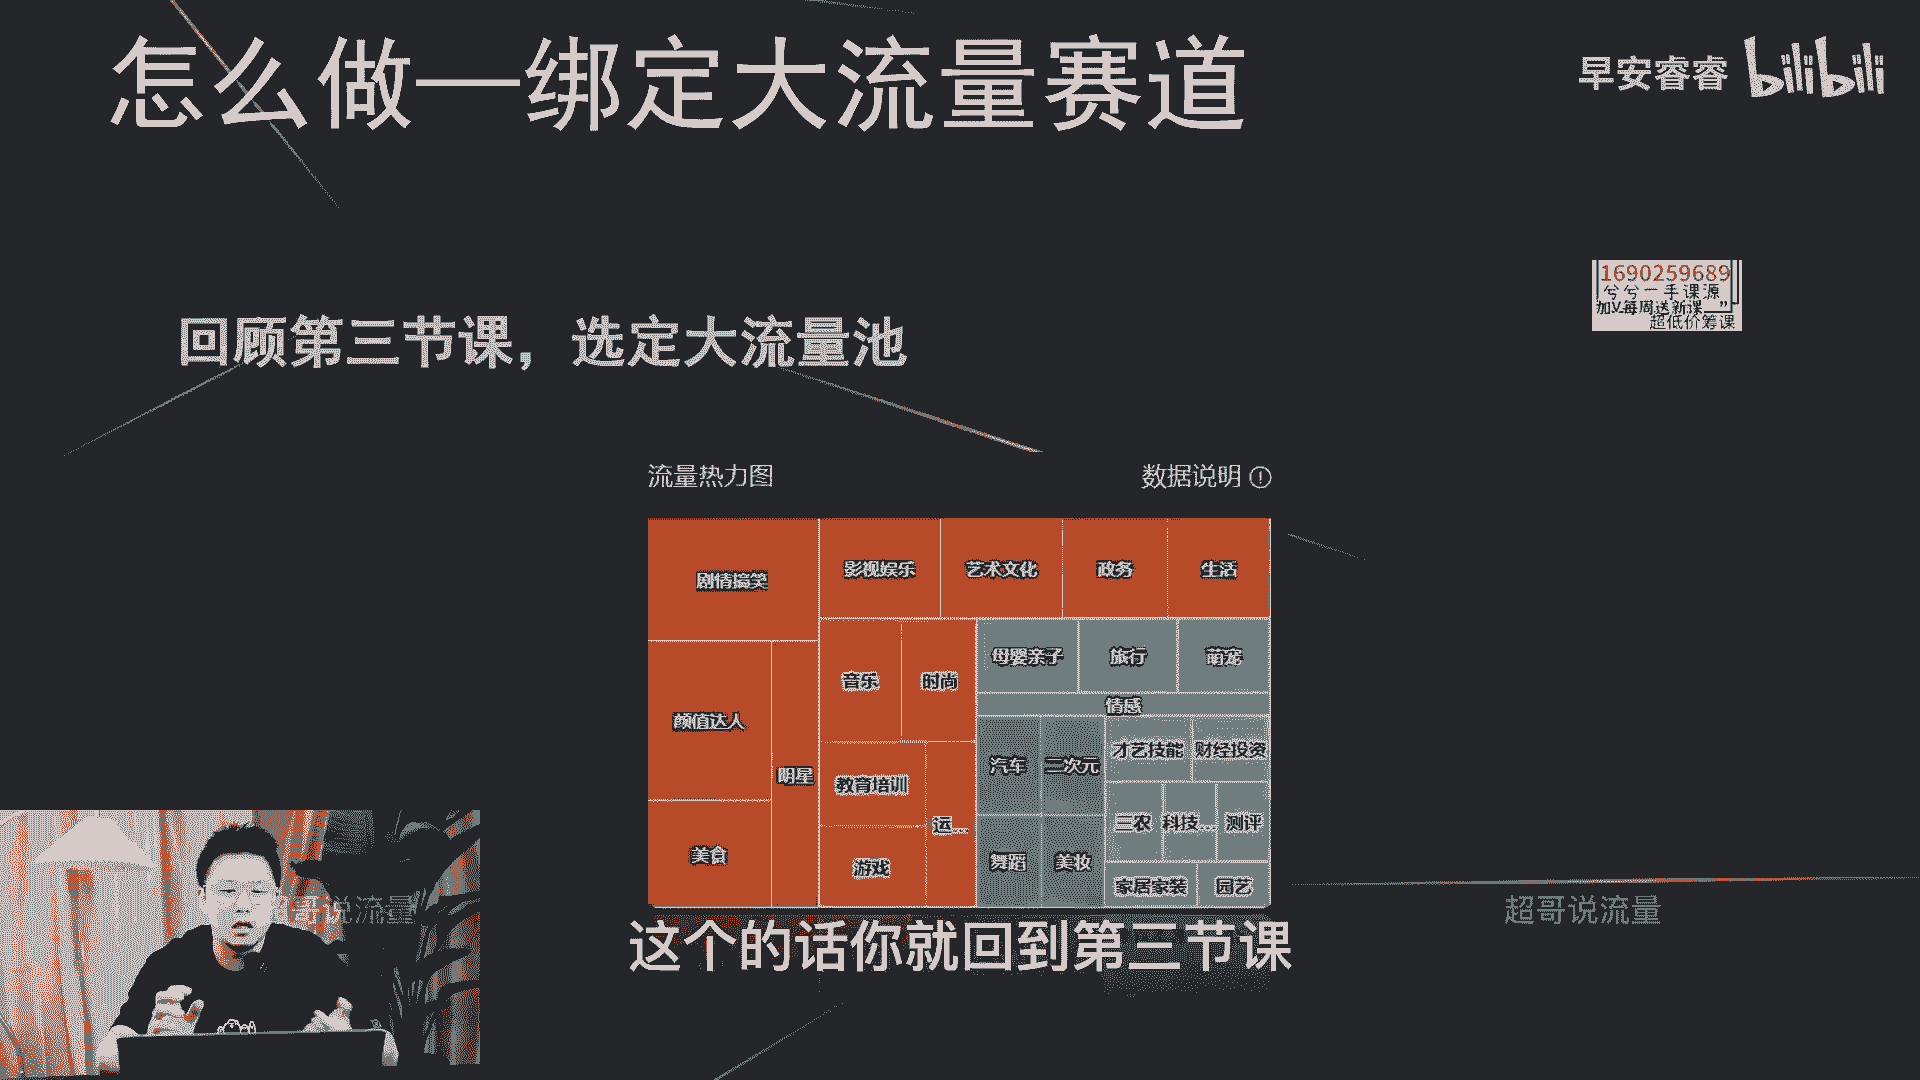 怎么做—绑定大流量赛道
早安睿睿 bilibili
1690259689
兮兮一手课源
加V每周送新课
超低价筹课
回顾第三节课，选定大流量池
流量热力图
数据说明
剧情搞笑
影视娱乐
艺术文化
政务
生活
颜值达人
明星
美食
音乐
时尚
教育培训
运...
游戏
母婴亲子
旅行
萌宠
情感
汽车
二次元
才艺技能
财经投资
三农
科技...
测评
舞蹈
美妆
家居家装
园艺
哥说流量
超哥说流量
这个的话你就回到第三节课